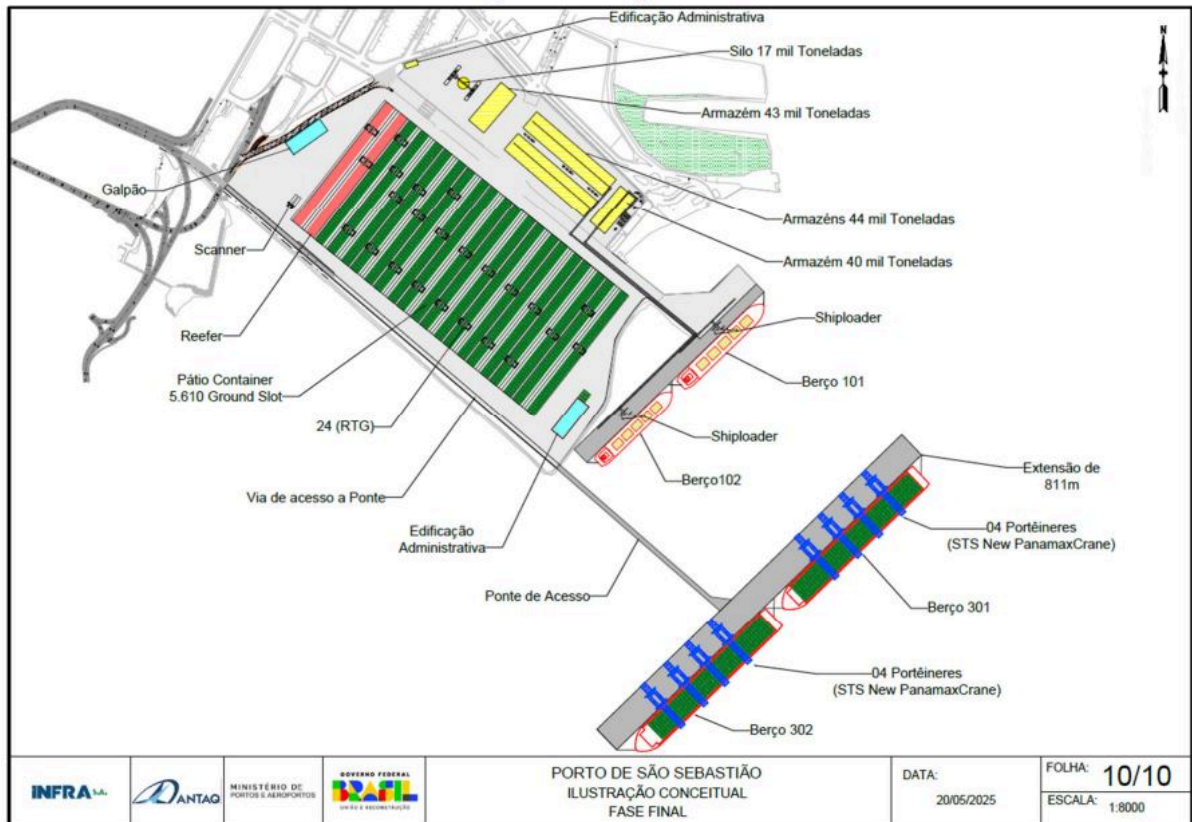 N
Edificação Administrativa
Silo 17 mil Toneladas
Armazém 43 mil Toneladas
Galpão
Armazéns 44 mil Toneladas
Scanner
Armazém 40 mil Toneladas
Reefer
Shiploader
Pátio Container
5.610 Ground Slot
Berço 101
24 (RTG)
Shiploader
Berço102
Via de acesso a Ponte
Extensão de
811m
Edificação
Administrativa
04 Portêineres
(STS New PanamaxCrane)
Ponte de Acesso
Berço 301
04 Portêineres
(STS New PanamaxCrane)
Berço 302
INFRA S.A.
ANTAQ
MINISTÉRIO DE
PORTOS E AEROPORTOS
GOVERNO FEDERAL
BRASIL
UNIÃO E RECONSTRUÇÃO
PORTO DE SÃO SEBASTIÃO
ILUSTRAÇÃO CONCEITUAL
FASE FINAL
DATA:
20/05/2025
FOLHA: 10/10
ESCALA: 1:8000